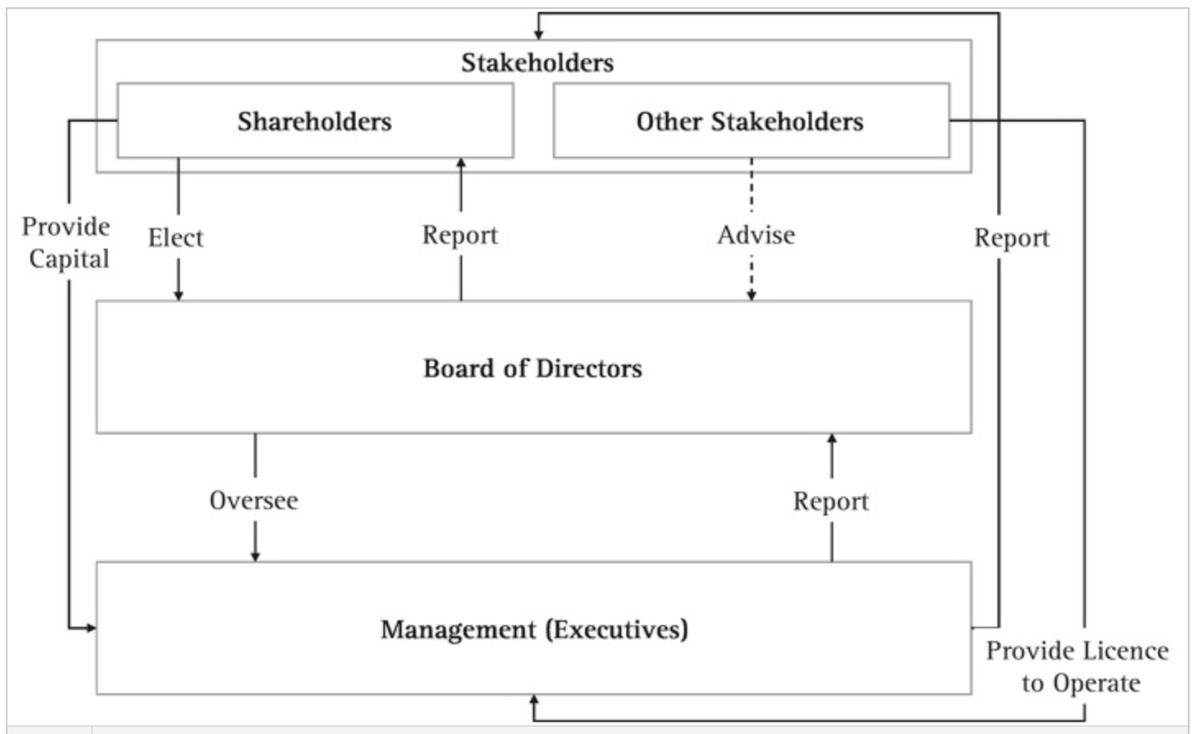 Stakeholders
Shareholders
Other Stakeholders
Provide
Capital
Elect
Report
Advise
Report
Board of Directors
Oversee
Report
Management (Executives)
Provide Licence
to Operate